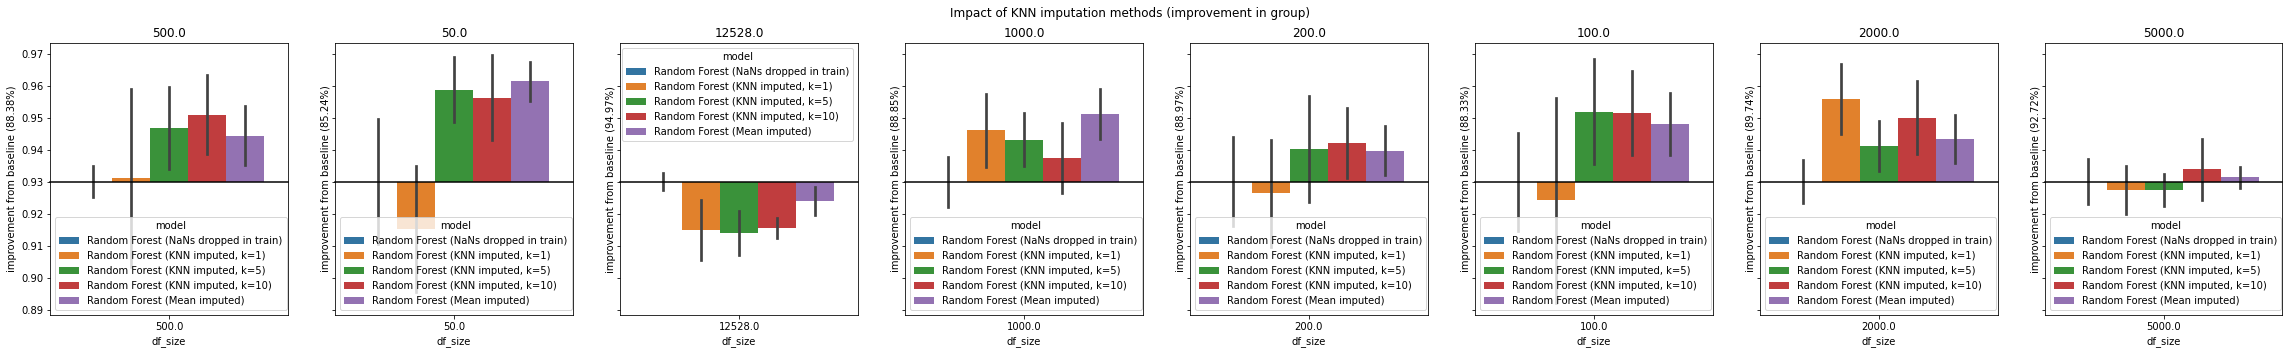 Impact of KNN imputation methods (improvement in group)
500.0
improvement from baseline (88.38%)
0.97
0.96
0.95
0.94
0.93
0.92
0.91
0.90
0.89
model
Random Forest (NaNs dropped in train)
Random Forest (KNN imputed, k=1)
Random Forest (KNN imputed, k=5)
Random Forest (KNN imputed, k=10)
Random Forest (Mean imputed)
500.0
df_size
50.0
improvement from baseline (85.24%)
model
Random Forest (NaNs dropped in train)
Random Forest (KNN imputed, k=1)
Random Forest (KNN imputed, k=5)
Random Forest (KNN imputed, k=10)
Random Forest (Mean imputed)
50.0
df_size
12528.0
improvement from baseline (94.97%)
model
Random Forest (NaNs dropped in train)
Random Forest (KNN imputed, k=1)
Random Forest (KNN imputed, k=5)
Random Forest (KNN imputed, k=10)
Random Forest (Mean imputed)
12528.0
df_size
1000.0
improvement from baseline (88.85%)
model
Random Forest (NaNs dropped in train)
Random Forest (KNN imputed, k=1)
Random Forest (KNN imputed, k=5)
Random Forest (KNN imputed, k=10)
Random Forest (Mean imputed)
1000.0
df_size
200.0
improvement from baseline (88.97%)
model
Random Forest (NaNs dropped in train)
Random Forest (KNN imputed, k=1)
Random Forest (KNN imputed, k=5)
Random Forest (KNN imputed, k=10)
Random Forest (Mean imputed)
200.0
df_size
100.0
improvement from baseline (88.33%)
model
Random Forest (NaNs dropped in train)
Random Forest (KNN imputed, k=1)
Random Forest (KNN imputed, k=5)
Random Forest (KNN imputed, k=10)
Random Forest (Mean imputed)
100.0
df_size
2000.0
improvement from baseline (89.74%)
model
Random Forest (NaNs dropped in train)
Random Forest (KNN imputed, k=1)
Random Forest (KNN imputed, k=5)
Random Forest (KNN imputed, k=10)
Random Forest (Mean imputed)
2000.0
df_size
5000.0
improvement from baseline (92.72%)
model
Random Forest (NaNs dropped in train)
Random Forest (KNN imputed, k=1)
Random Forest (KNN imputed, k=5)
Random Forest (KNN imputed, k=10)
Random Forest (Mean imputed)
5000.0
df_size